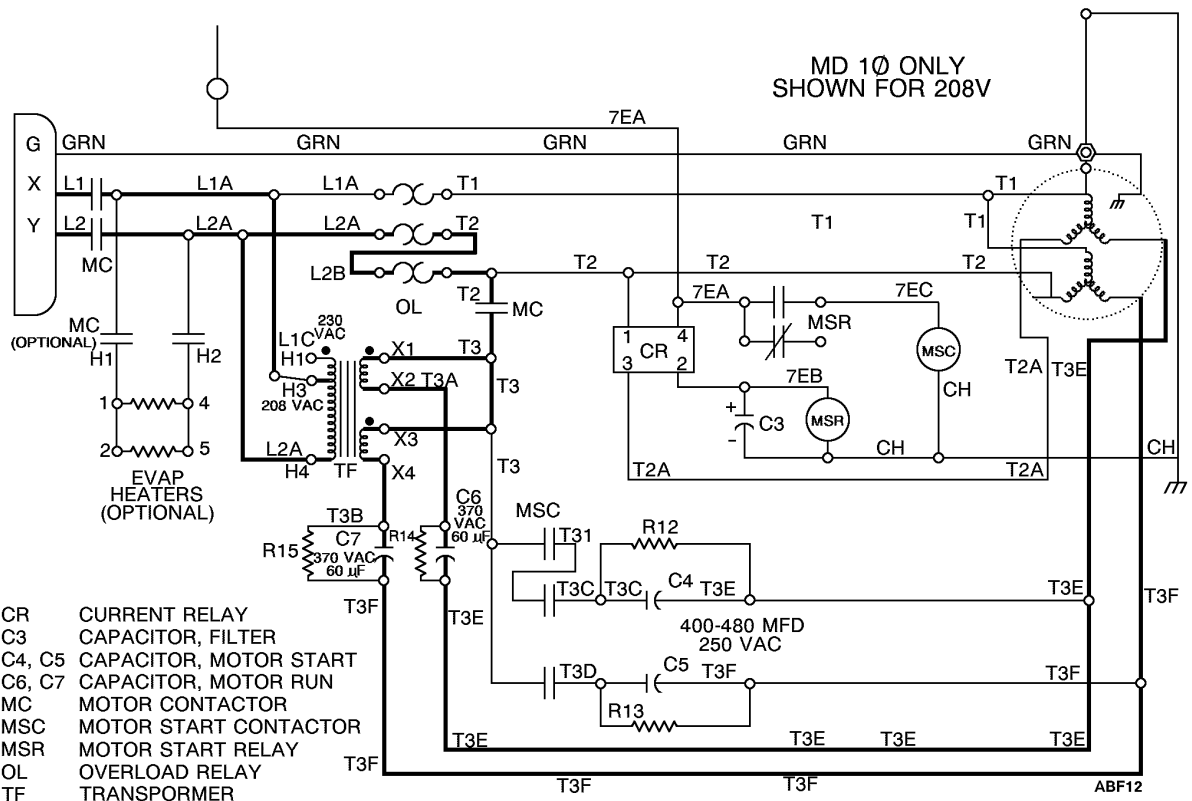 MD 1Ø ONLY
SHOWN FOR 208V
7EA
G GRN GRN GRN GRN GRN
X L1 L1A L1A T1 T1
Y L2 L2A L2A T2 T1 T1
MC
L2B T2 T2 T2
OL
T2 MC
7EA 7EC
MSR
MC
(OPTIONAL)
H1 H2
L1C 230
VAC
H1 X1 T3
1 4
CR
3 2
MSC
H3 X2 T3A T3
208 VAC
T2A T3E
7EB CH
1 4
+
C3
-
MSR
X3
2 5
L2A
H4 TF X4
T3
CH CH
T2A T2A
EVAP
HEATERS
(OPTIONAL)
C6
370
VAC
60 µF
MSC
T3B
R15
C7
370 VAC
60 µF
R14
T31
R12
T3C T3C C4 T3E T3E
T3F T3E T3F
400-480 MFD
250 VAC
T3D C5 T3F T3F
R13
CR CURRENT RELAY
C3 CAPACITOR, FILTER
C4, C5 CAPACITOR, MOTOR START
C6, C7 CAPACITOR, MOTOR RUN
MC MOTOR CONTACTOR
MSC MOTOR START CONTACTOR
MSR MOTOR START RELAY
OL OVERLOAD RELAY
TF TRANSPORMER
T3E T3E T3E T3E
T3F T3F T3F
ABF12